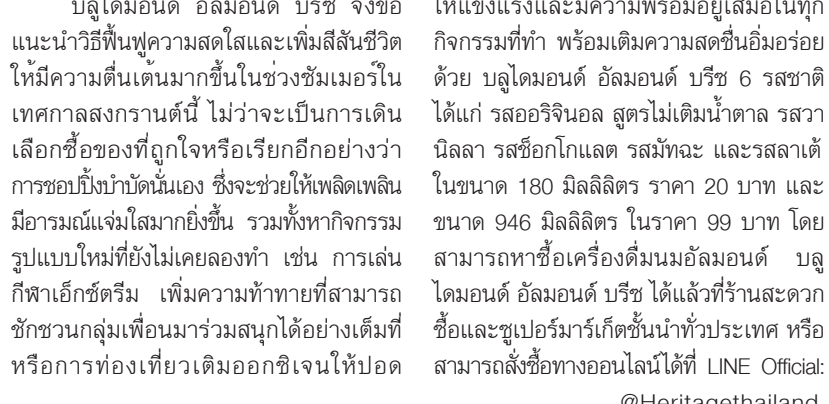 บลูไดมอนด์ อัลมอนด์ บรีซ จึงขอ
แนะนำวิธีฟื้นฟูความสดใสและเพิ่มสีสันชีวิต
ให้มีความตื่นเต้นมากขึ้นในช่วงซัมเมอร์ใน
เทศกาลสงกรานต์นี้ ไม่ว่าจะเป็นการเดิน
เลือกซื้อของที่ถูกใจหรือเรียกอีกอย่างว่า
การชอปปิ้งบำบัดนั่นเอง ซึ่งจะช่วยให้เพลิดเพลิน
มีอารมณ์แจ่มใสมากยิ่งขึ้น รวมทั้งหากิจกรรม
รูปแบบใหม่ที่ยังไม่เคยลองทำ เช่น การเล่น
กีฬาเอ็กซ์ตรีม เพิ่มความท้าทายที่สามารถ
ชักชวนกลุ่มเพื่อนมาร่วมสนุกได้อย่างเต็มที่
หรือการท่องเที่ยวเติมออกซิเจนให้ปอด
ให้แข็งแรงและมีความพร้อมอยู่เสมอในทุก
กิจกรรมที่ทำ พร้อมเติมความสดชื่นอิ่มอร่อย
ด้วย บลูไดมอนด์ อัลมอนด์ บรีซ 6 รสชาติ
ได้แก่ รสออริจินอล สูตรไม่เติมน้ำตาล รสวา
นิลลา รสช็อกโกแลต รสมัทฉะ และรสลาเต้
ในขนาด 180 มิลลิลิตร ราคา 20 บาท และ
ขนาด 946 มิลลิลิตร ในราคา 99 บาท โดย
สามารถหาซื้อเครื่องดื่มนมอัลมอนด์ บลู
ไดมอนด์ อัลมอนด์ บรีซ ได้แล้วที่ร้านสะดวก
ซื้อและซูเปอร์มาร์เก็ตชั้นนำทั่วประเทศ หรือ
สามารถสั่งซื้อทางออนไลน์ได้ที่ LINE Official:
@Heritagethailand